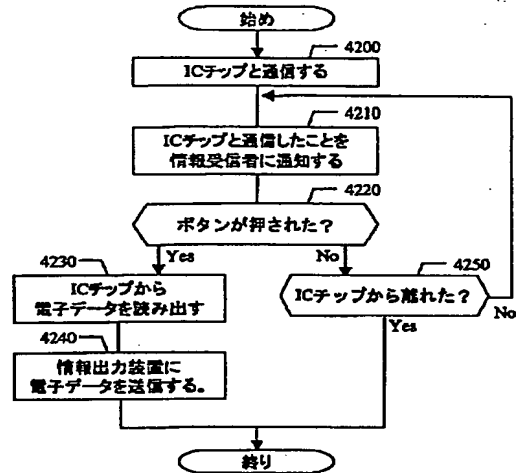 始め
4200
ICチップと通信する
4210
ICチップと通信したことを
情報受信者に通知する
4220
ボタンが押された？
Yes
No
4230
ICチップから
電子データを読み出す
4250
ICチップから離れた？
No
Yes
4240
情報出力装置に
電子データを送信する。
終り